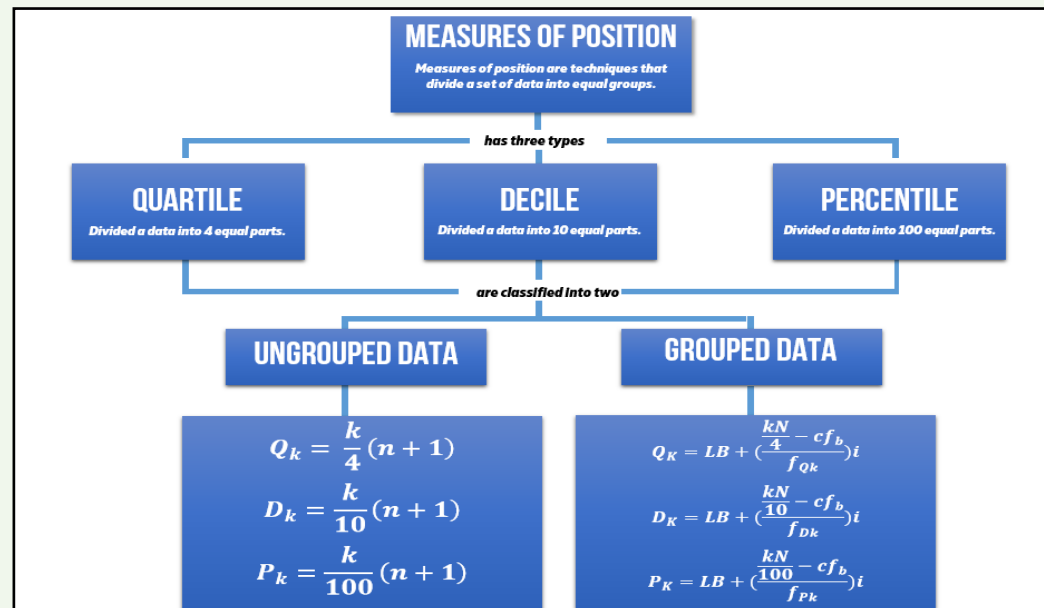 MEASURES OF POSITION
Measures of position are techniques that
divide a set of data into equal groups.
has three types
QUARTILE
Divided a data into 4 equal parts.
DECILE
Divided a data into 10 equal parts.
PERCENTILE
Divided a data into 100 equal parts.
are classified into two
UNGROUPED DATA
Q_k = k/4 (n + 1)
D_k = k/10 (n + 1)
P_k = k/100 (n + 1)
GROUPED DATA
Q_K = LB + ((kN/4 − cf_b)/f_Qk)i
D_K = LB + ((kN/10 − cf_b)/f_Dk)i
P_K = LB + ((kN/100 − cf_b)/f_Pk)i